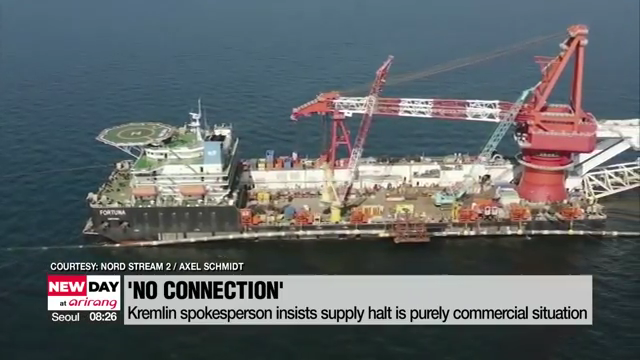 FORTUNA
COURTESY: NORD STREAM 2 / AXEL SCHMIDT
NEW DAY
at arirang
Seoul 08:26
'NO CONNECTION'
Kremlin spokesperson insists supply halt is purely commercial situation